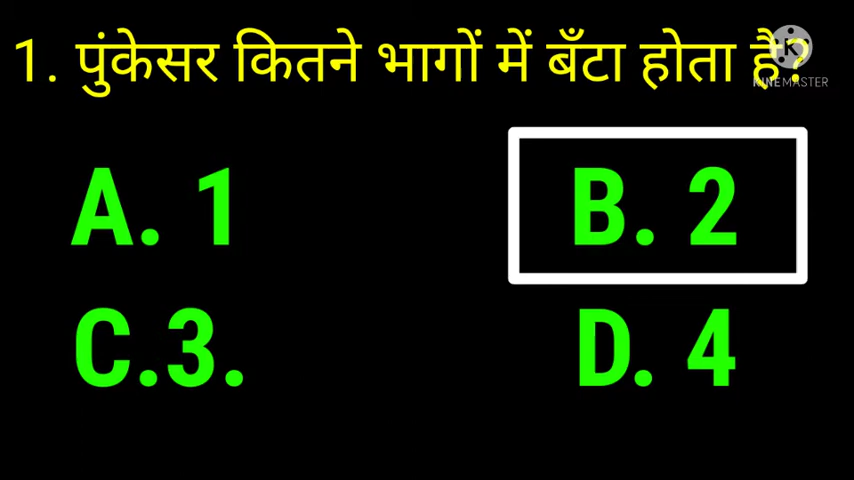 1. पुंकेसर कितने भागों में बँटा होता है?
KINEMASTER
A. 1
B. 2
C.3.
D. 4